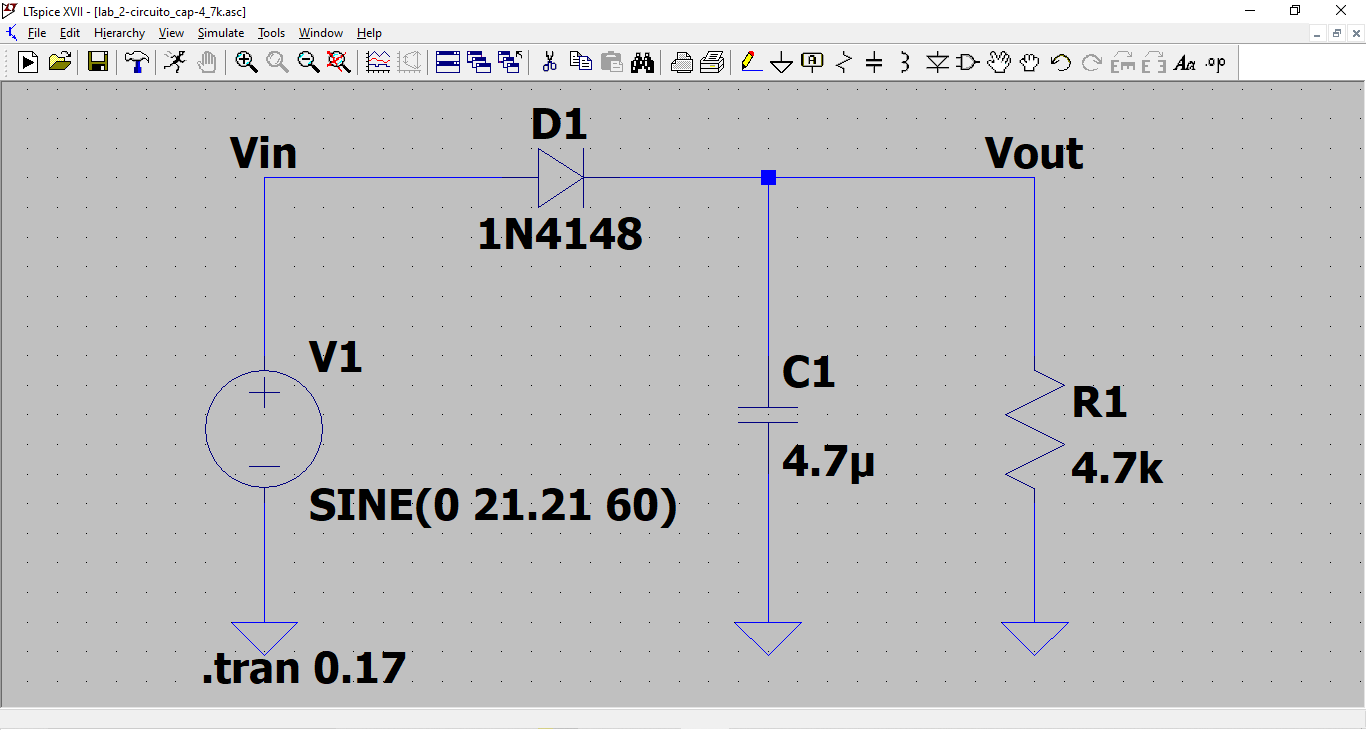 LTspice XVII - [lab_2-circuito_cap-4_7k.asc]
File Edit Hierarchy View Simulate Tools Window Help
Aa .op
D1
Vin
Vout
1N4148
V1
C1
R1
4.7µ
4.7k
SINE(0 21.21 60)
.tran 0.17